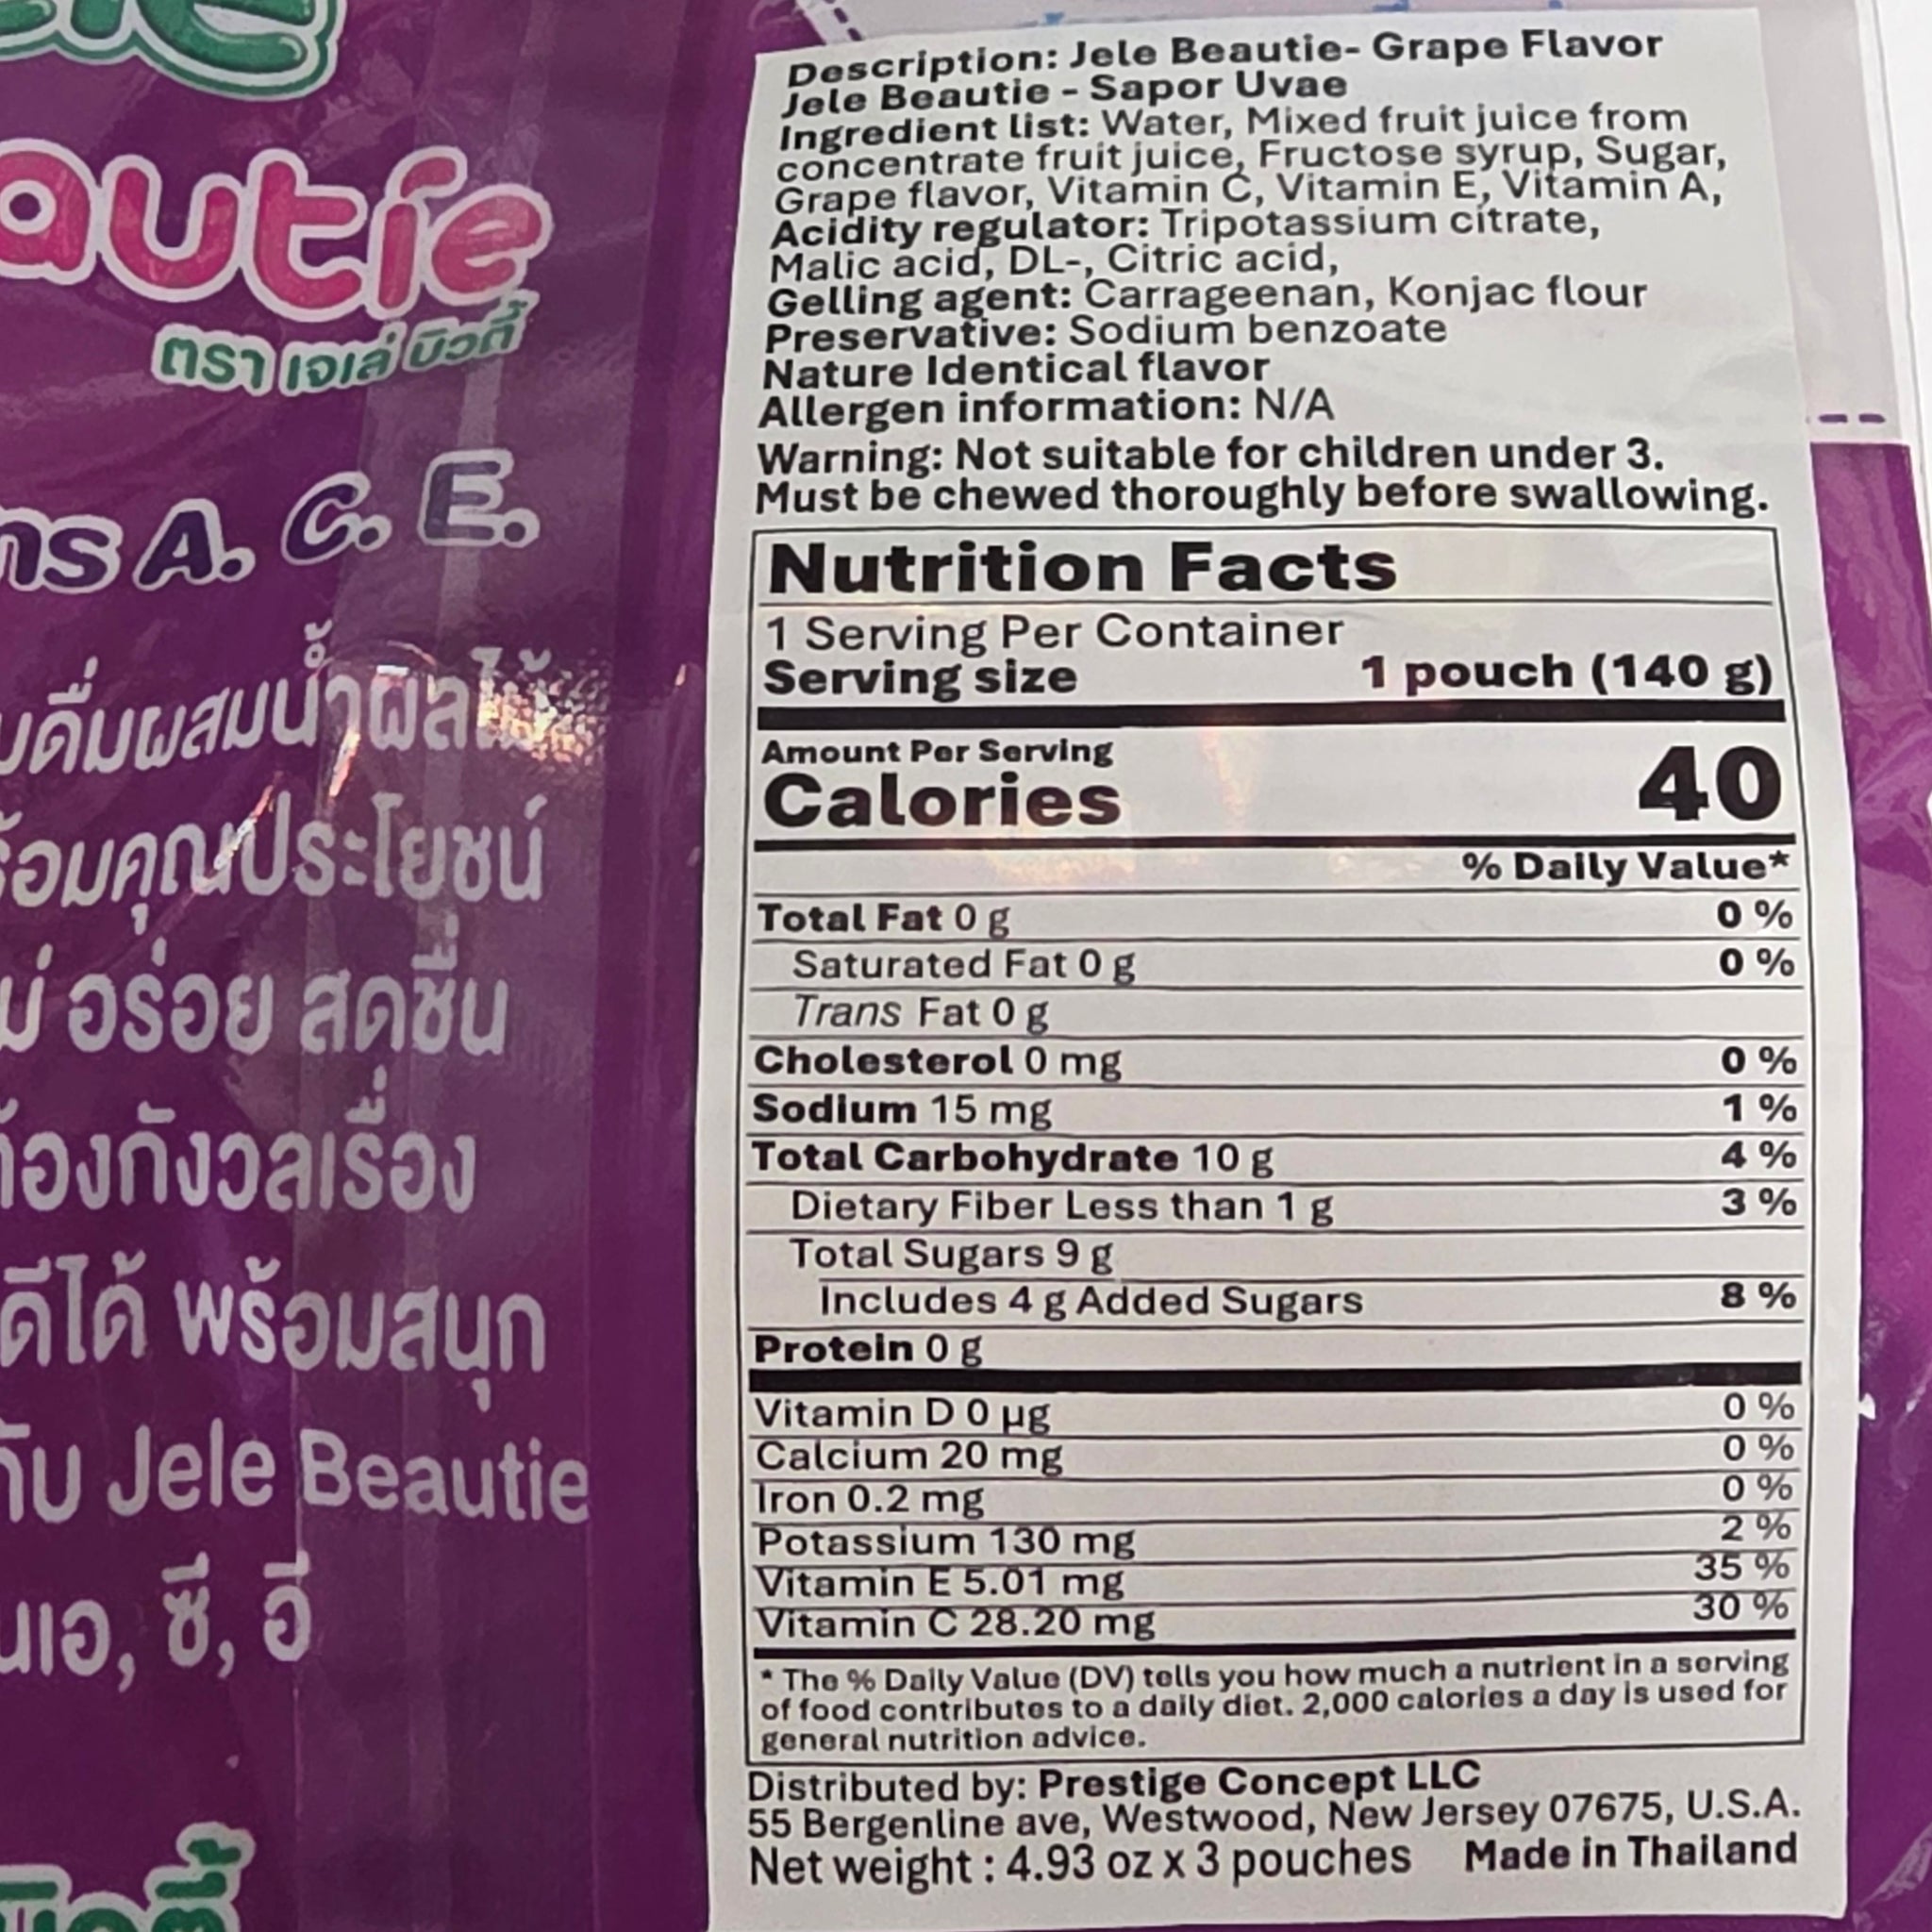 autie
ตรา เจเล่ บิวตี้
A. C. E.
ดื่มผสมน้ำผลไม้
คุณประโยชน์
อร่อย สดชื่น
ต้องกังวลเรื่อง
ดีได้ พร้อมสนุก
กับ Jele Beautie
เอ, ซี, อี
Description: Jele Beautie- Grape Flavor
Jele Beautie - Sapor Uvae
Ingredient list: Water, Mixed fruit juice from
concentrate fruit juice, Fructose syrup, Sugar,
Grape flavor, Vitamin C, Vitamin E, Vitamin A,
Acidity regulator: Tripotassium citrate,
Malic acid, DL-, Citric acid,
Gelling agent: Carrageenan, Konjac flour
Preservative: Sodium benzoate
Nature Identical flavor
Allergen information: N/A
Warning: Not suitable for children under 3.
Must be chewed thoroughly before swallowing.
Nutrition Facts
1 Serving Per Container
Serving size 1 pouch (140 g)
Amount Per Serving
Calories 40
% Daily Value*
Total Fat 0 g 0 %
Saturated Fat 0 g 0 %
Trans Fat 0 g
Cholesterol 0 mg 0 %
Sodium 15 mg 1 %
Total Carbohydrate 10 g 4 %
Dietary Fiber Less than 1 g 3 %
Total Sugars 9 g
Includes 4 g Added Sugars 8 %
Protein 0 g
Vitamin D 0 µg 0 %
Calcium 20 mg 0 %
Iron 0.2 mg 0 %
Potassium 130 mg 2 %
Vitamin E 5.01 mg 35 %
Vitamin C 28.20 mg 30 %
* The % Daily Value (DV) tells you how much a nutrient in a serving
of food contributes to a daily diet. 2,000 calories a day is used for
general nutrition advice.
Distributed by: Prestige Concept LLC
55 Bergenline ave, Westwood, New Jersey 07675, U.S.A.
Net weight : 4.93 oz x 3 pouches Made in Thailand